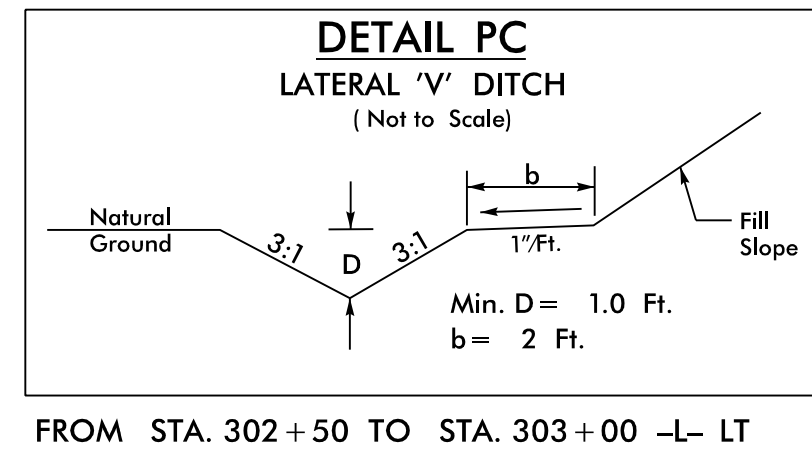 DETAIL PC
LATERAL 'V' DITCH
( Not to Scale)
b
Natural
Ground
3:1
D
3:1
1"/Ft.
Fill
Slope
Min. D = 1.0 Ft.
b = 2 Ft.
FROM STA. 302+50 TO STA. 303+00 -L- LT